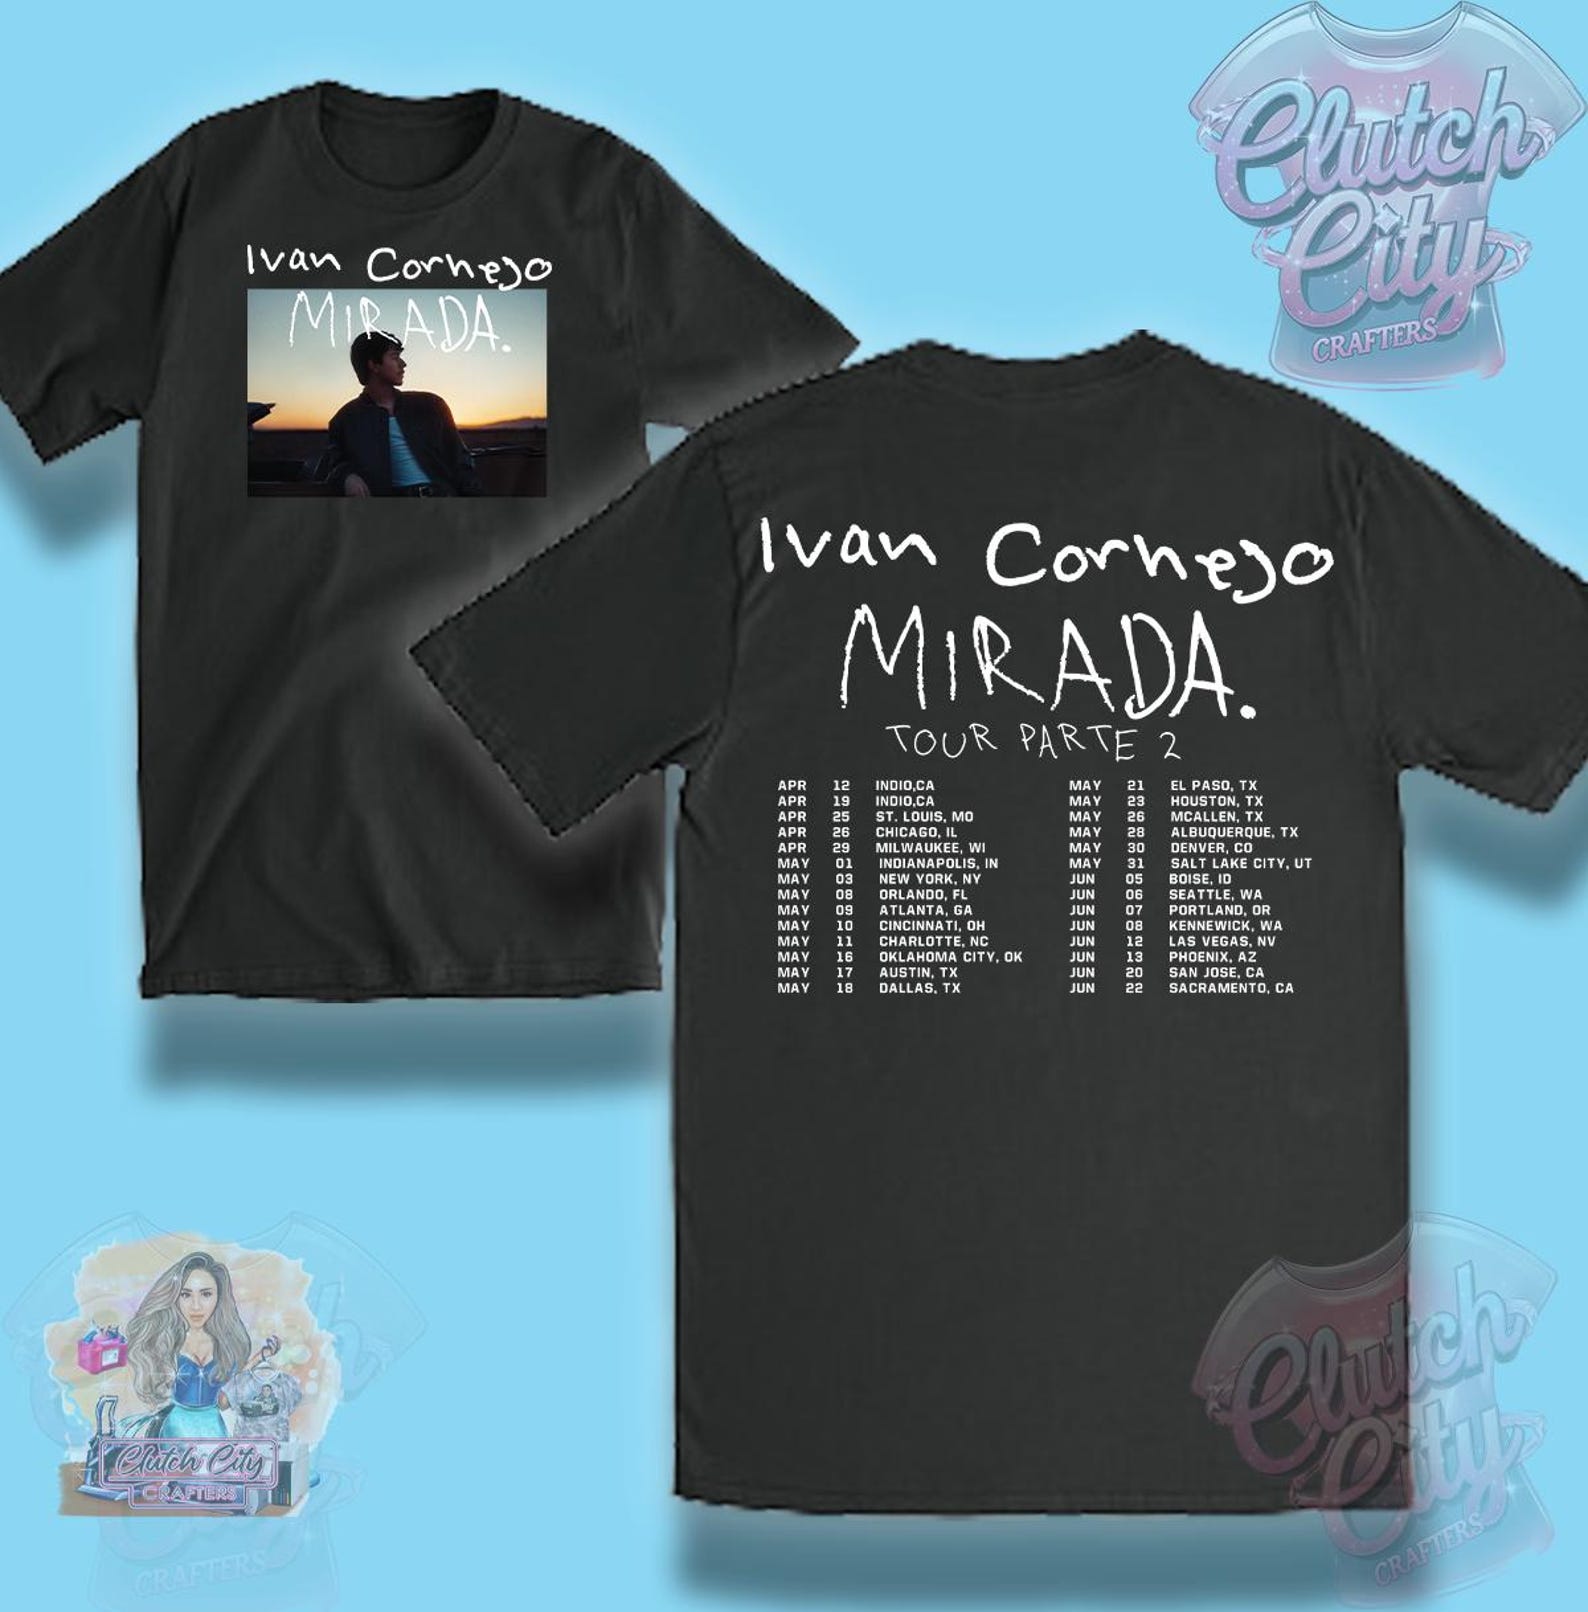 Ivan Cornejo
MIRADA.
Clutch
City
CRAFTERS
Ivan Cornejo
MIRADA.
TOUR PARTE 2
APR 12 INDIO,CA
APR 19 INDIO,CA
APR 25 ST. LOUIS, MO
APR 26 CHICAGO, IL
APR 29 MILWAUKEE, WI
MAY 01 INDIANAPOLIS, IN
MAY 03 NEW YORK, NY
MAY 08 ORLANDO, FL
MAY 09 ATLANTA, GA
MAY 10 CINCINNATI, OH
MAY 11 CHARLOTTE, NC
MAY 16 OKLAHOMA CITY, OK
MAY 17 AUSTIN, TX
MAY 18 DALLAS, TX
MAY 21 EL PASO, TX
MAY 23 HOUSTON, TX
MAY 26 MCALLEN, TX
MAY 28 ALBUQUERQUE, TX
MAY 30 DENVER, CO
MAY 31 SALT LAKE CITY, UT
JUN 05 BOISE, ID
JUN 06 SEATTLE, WA
JUN 07 PORTLAND, OR
JUN 08 KENNEWICK, WA
JUN 12 LAS VEGAS, NV
JUN 13 PHOENIX, AZ
JUN 20 SAN JOSE, CA
JUN 22 SACRAMENTO, CA
Clutch City
CRAFTERS
CRAFTERS
Clutch
City
CRAFTERS